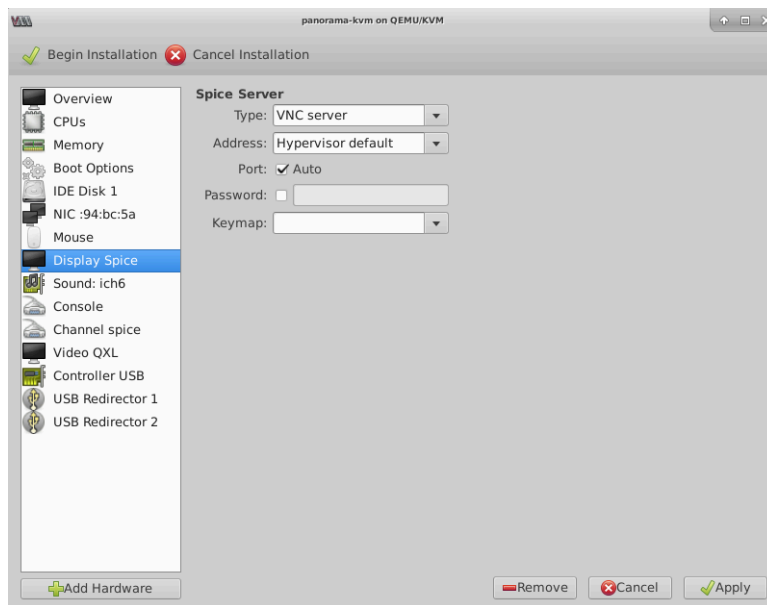 panorama-kvm on QEMU/KVM
Begin Installation Cancel Installation
Overview
CPUs
Memory
Boot Options
IDE Disk 1
NIC :94:bc:5a
Mouse
Display Spice
Sound: ich6
Console
Channel spice
Video QXL
Controller USB
USB Redirector 1
USB Redirector 2
Add Hardware
Spice Server
Type: VNC server
Address: Hypervisor default
Port: Auto
Password:
Keymap:
Remove Cancel Apply